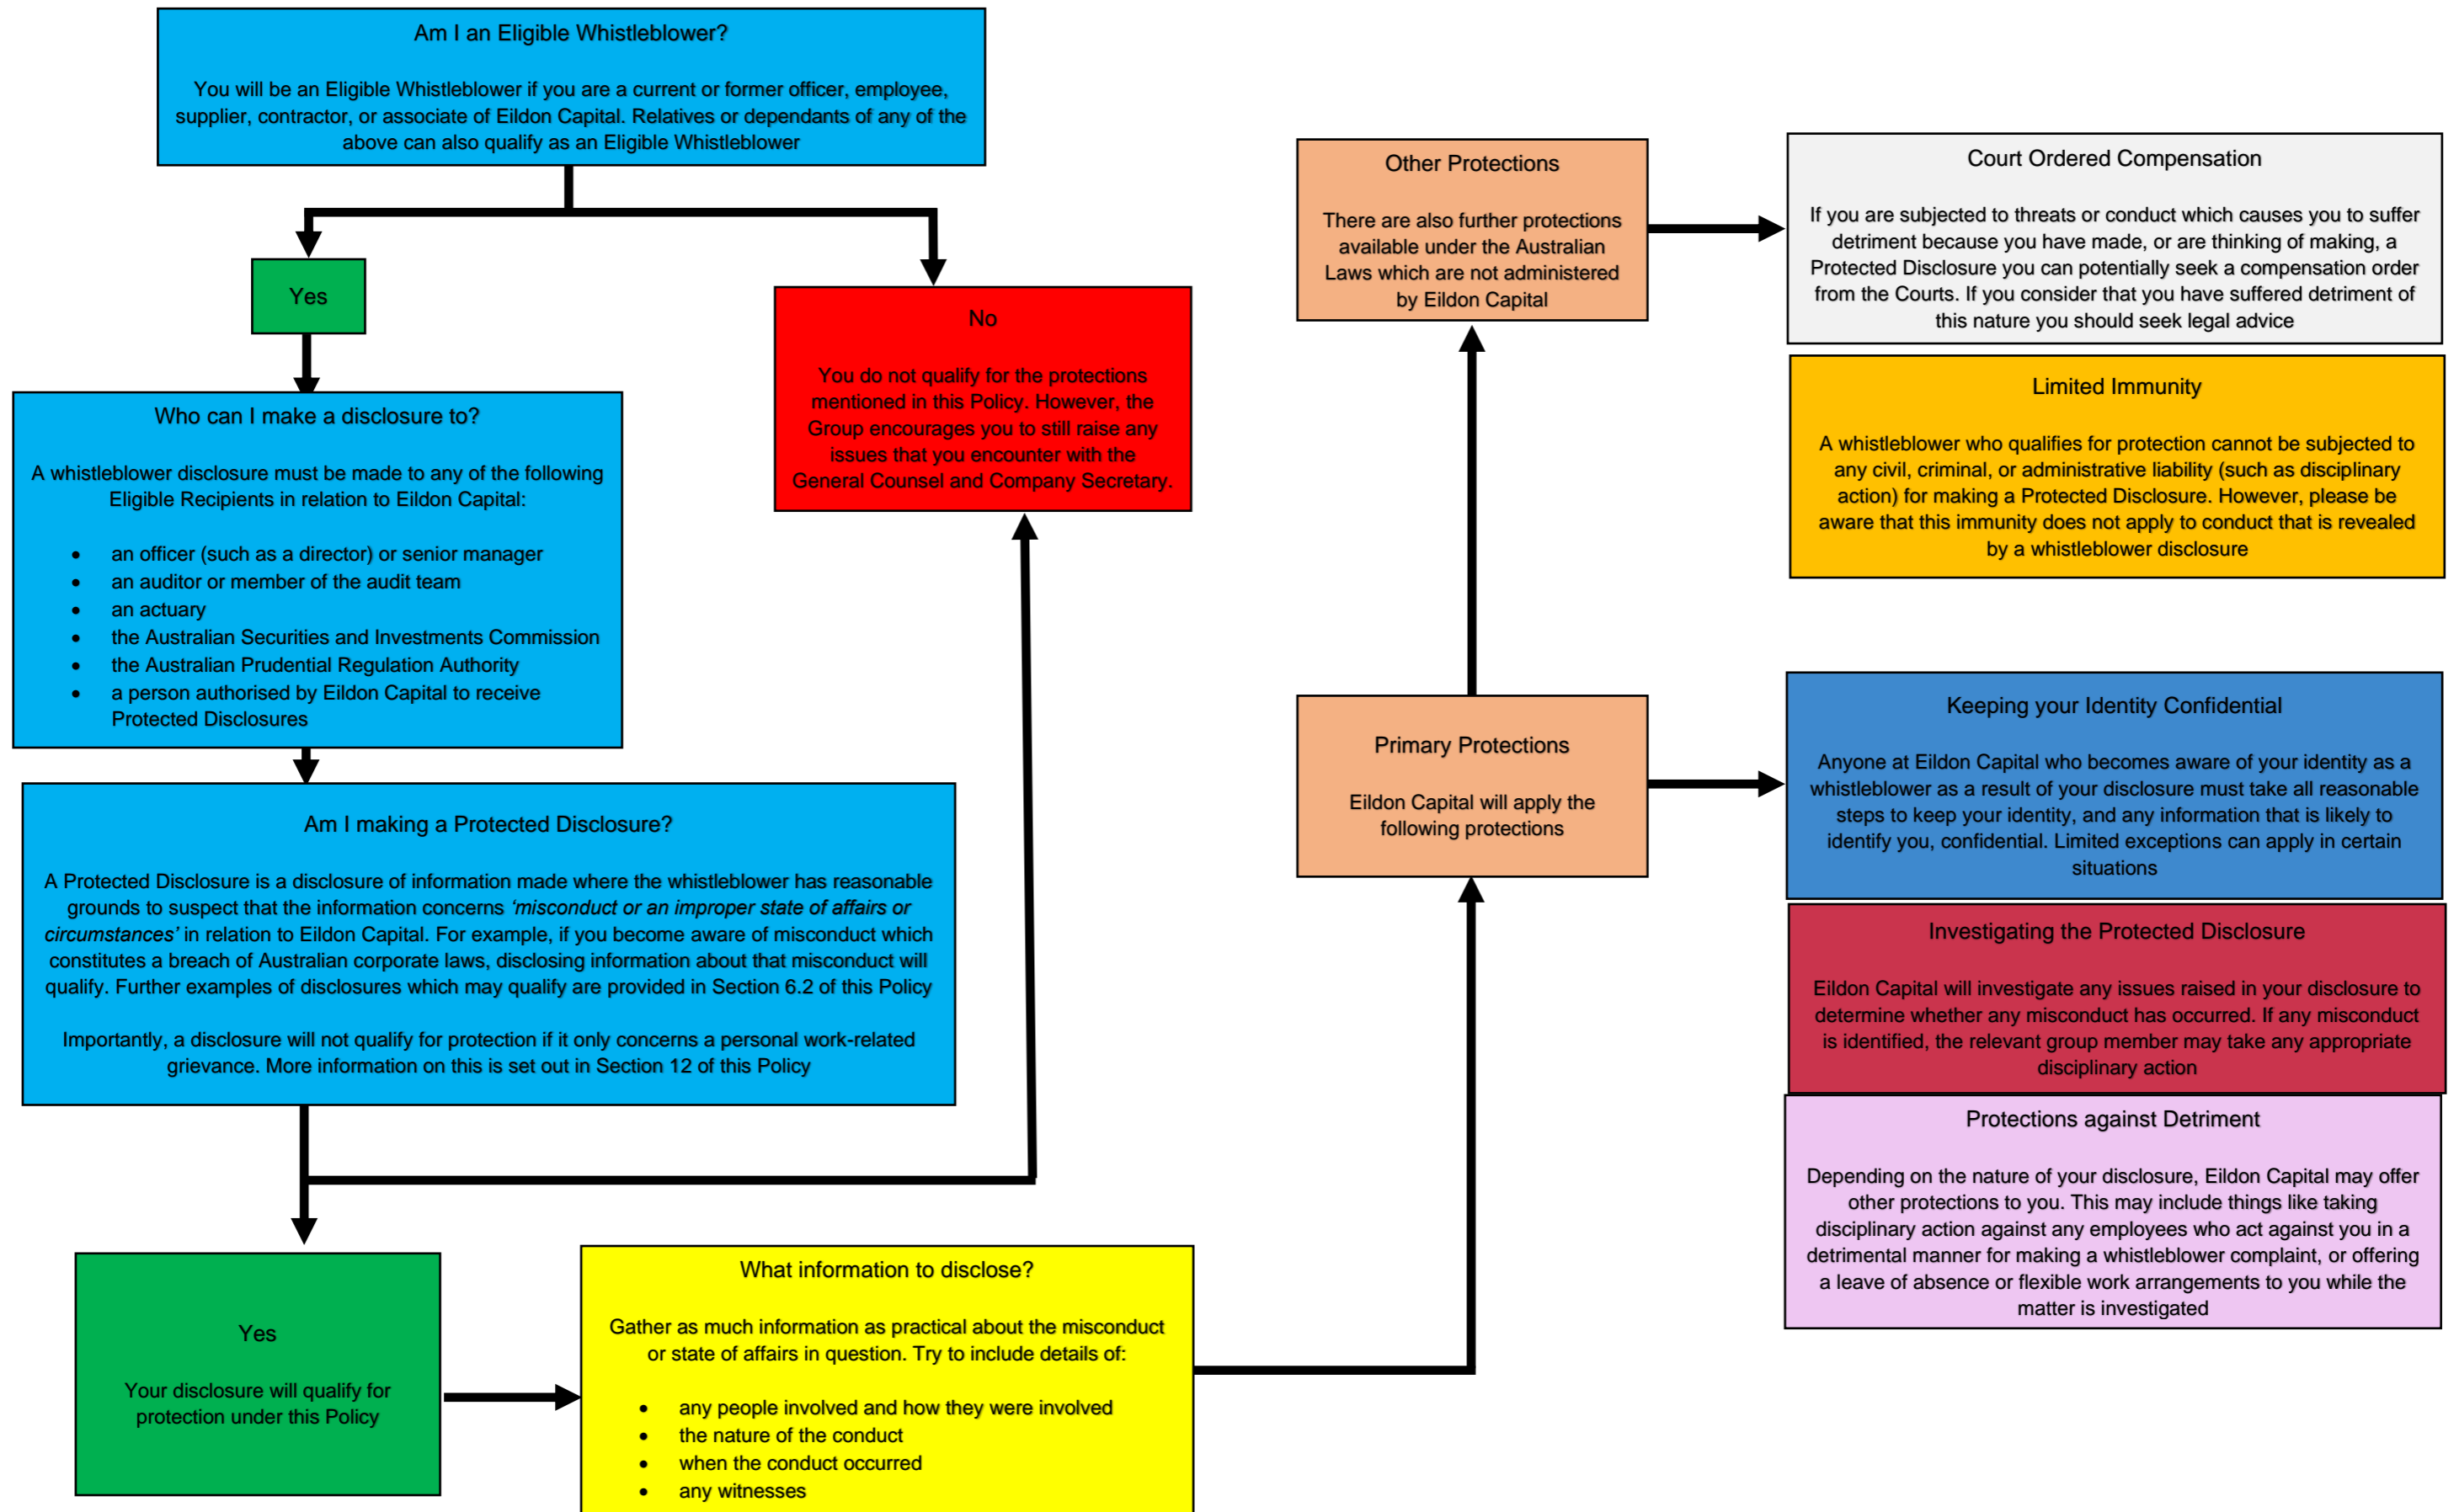 Am I an Eligible Whistleblower?
You will be an Eligible Whistleblower if you are a current or former officer, employee,
supplier, contractor, or associate of Eildon Capital. Relatives or dependants of any of the
above can also qualify as an Eligible Whistleblower
Yes
No
You do not qualify for the protections
mentioned in this Policy. However, the
Group encourages you to still raise any
issues that you encounter with the
General Counsel and Company Secretary.
Who can I make a disclosure to?
A whistleblower disclosure must be made to any of the following
Eligible Recipients in relation to Eildon Capital:
• an officer (such as a director) or senior manager
• an auditor or member of the audit team
• an actuary
• the Australian Securities and Investments Commission
• the Australian Prudential Regulation Authority
• a person authorised by Eildon Capital to receive
Protected Disclosures
Am I making a Protected Disclosure?
A Protected Disclosure is a disclosure of information made where the whistleblower has reasonable
grounds to suspect that the information concerns ‘misconduct or an improper state of affairs or
circumstances’ in relation to Eildon Capital. For example, if you become aware of misconduct which
constitutes a breach of Australian corporate laws, disclosing information about that misconduct will
qualify. Further examples of disclosures which may qualify are provided in Section 6.2 of this Policy
Importantly, a disclosure will not qualify for protection if it only concerns a personal work-related
grievance. More information on this is set out in Section 12 of this Policy
Yes
Your disclosure will qualify for
protection under this Policy
What information to disclose?
Gather as much information as practical about the misconduct
or state of affairs in question. Try to include details of:
• any people involved and how they were involved
• the nature of the conduct
• when the conduct occurred
• any witnesses
Other Protections
There are also further protections
available under the Australian
Laws which are not administered
by Eildon Capital
Primary Protections
Eildon Capital will apply the
following protections
Court Ordered Compensation
If you are subjected to threats or conduct which causes you to suffer
detriment because you have made, or are thinking of making, a
Protected Disclosure you can potentially seek a compensation order
from the Courts. If you consider that you have suffered detriment of
this nature you should seek legal advice
Limited Immunity
A whistleblower who qualifies for protection cannot be subjected to
any civil, criminal, or administrative liability (such as disciplinary
action) for making a Protected Disclosure. However, please be
aware that this immunity does not apply to conduct that is revealed
by a whistleblower disclosure
Keeping your Identity Confidential
Anyone at Eildon Capital who becomes aware of your identity as a
whistleblower as a result of your disclosure must take all reasonable
steps to keep your identity, and any information that is likely to
identify you, confidential. Limited exceptions can apply in certain
situations
Investigating the Protected Disclosure
Eildon Capital will investigate any issues raised in your disclosure to
determine whether any misconduct has occurred. If any misconduct
is identified, the relevant group member may take any appropriate
disciplinary action
Protections against Detriment
Depending on the nature of your disclosure, Eildon Capital may offer
other protections to you. This may include things like taking
disciplinary action against any employees who act against you in a
detrimental manner for making a whistleblower complaint, or offering
a leave of absence or flexible work arrangements to you while the
matter is investigated